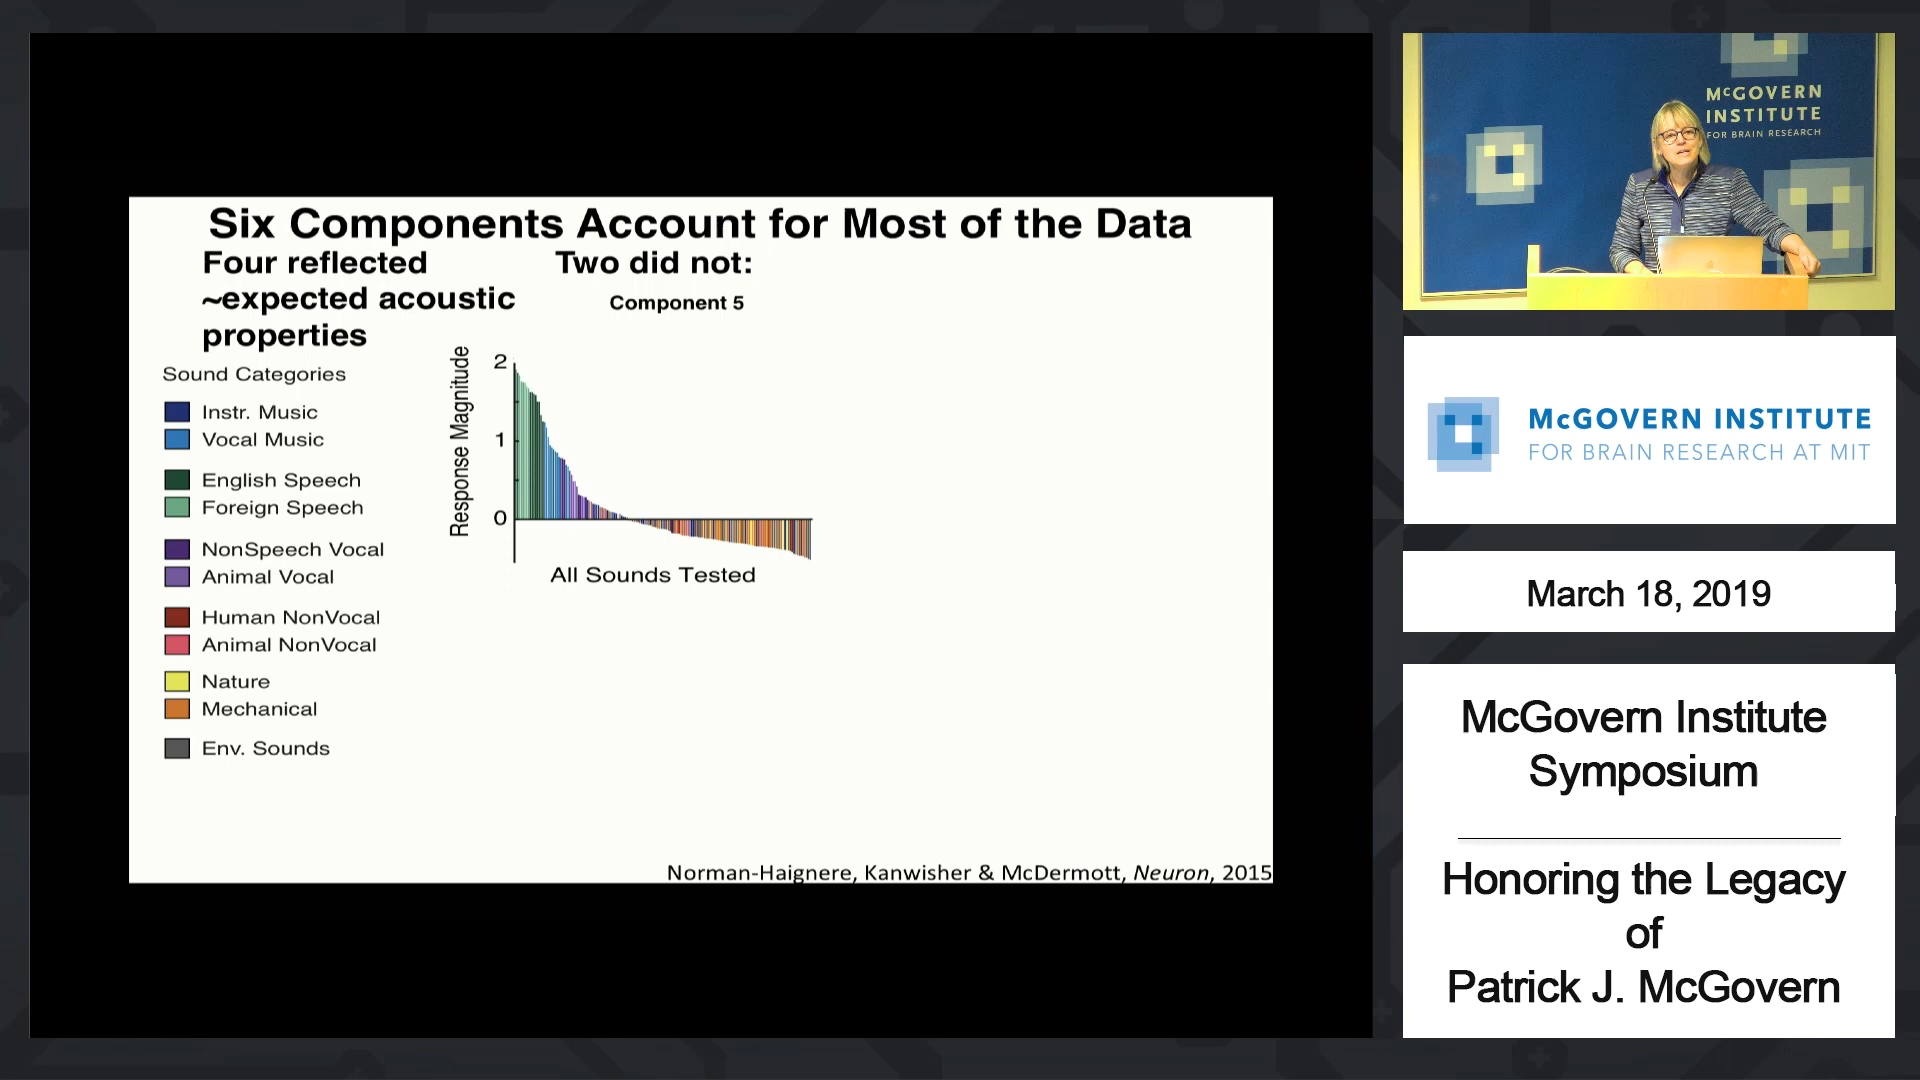 Six Components Account for Most of the Data
Four reflected
~expected acoustic
properties
Two did not:
Component 5
Sound Categories
Instr. Music
Vocal Music
English Speech
Foreign Speech
NonSpeech Vocal
Animal Vocal
Human NonVocal
Animal NonVocal
Nature
Mechanical
Env. Sounds
Response Magnitude
2
1
0
All Sounds Tested
Norman-Haignere, Kanwisher & McDermott, Neuron, 2015
McGOVERN
INSTITUTE
FOR BRAIN RESEARCH
McGOVERN INSTITUTE
FOR BRAIN RESEARCH AT MIT
March 18, 2019
McGovern Institute
Symposium
Honoring the Legacy
of
Patrick J. McGovern